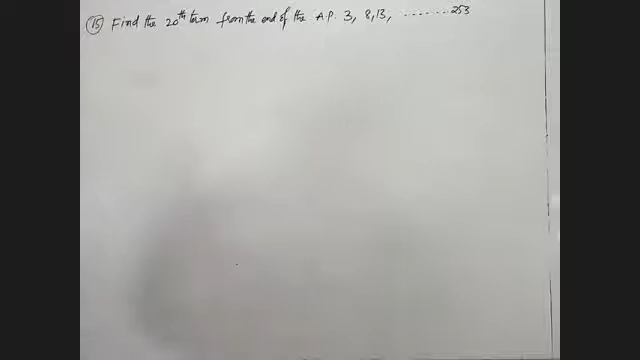 (15) Find the 20th term from the end of the A.P. 3, 8, 13, ....... 253